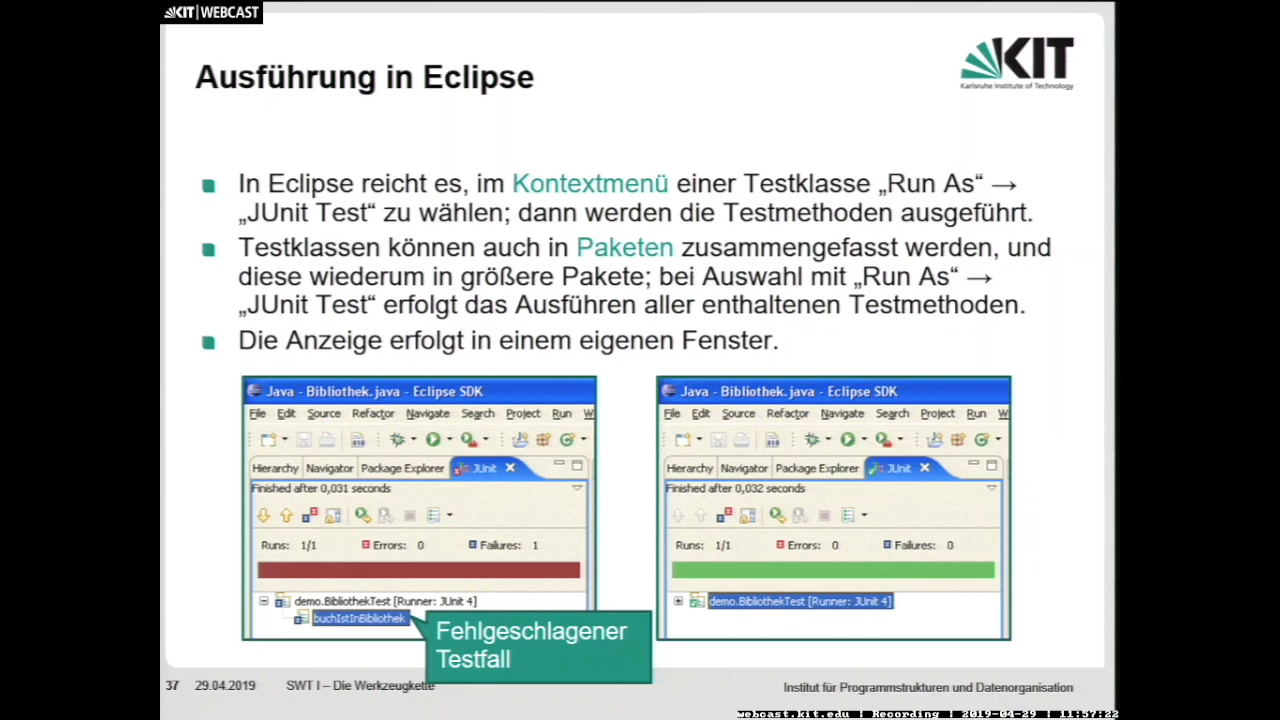 KIT WEBCAST
Ausführung in Eclipse
KIT
Karlsruhe Institute of Technology
In Eclipse reicht es, im Kontextmenü einer Testklasse „Run As“ →
„JUnit Test“ zu wählen; dann werden die Testmethoden ausgeführt.
Testklassen können auch in Paketen zusammengefasst werden, und
diese wiederum in größere Pakete; bei Auswahl mit „Run As“ →
„JUnit Test“ erfolgt das Ausführen aller enthaltenen Testmethoden.
Die Anzeige erfolgt in einem eigenen Fenster.
Java - Bibliothek.java - Eclipse SDK
File Edit Source Refactor Navigate Search Project Run W
Hierarchy Navigator Package Explorer JUnit
Finished after 0,031 seconds
Runs: 1/1 Errors: 0 Failures: 1
demo.BibliothekTest [Runner: JUnit 4]
buchIstInBibliothek
Fehlgeschlagener
Testfall
Java - Bibliothek.java - Eclipse SDK
File Edit Source Refactor Navigate Search Project Run W
Hierarchy Navigator Package Explorer JUnit
Finished after 0,032 seconds
Runs: 1/1 Errors: 0 Failures: 0
demo.BibliothekTest [Runner: JUnit 4]
37 29.04.2019 SWT I – Die Werkzeugkette
Institut für Programmstrukturen und Datenorganisation
webcast.kit.edu | Recording | 2019-04-29 | 11:57:22